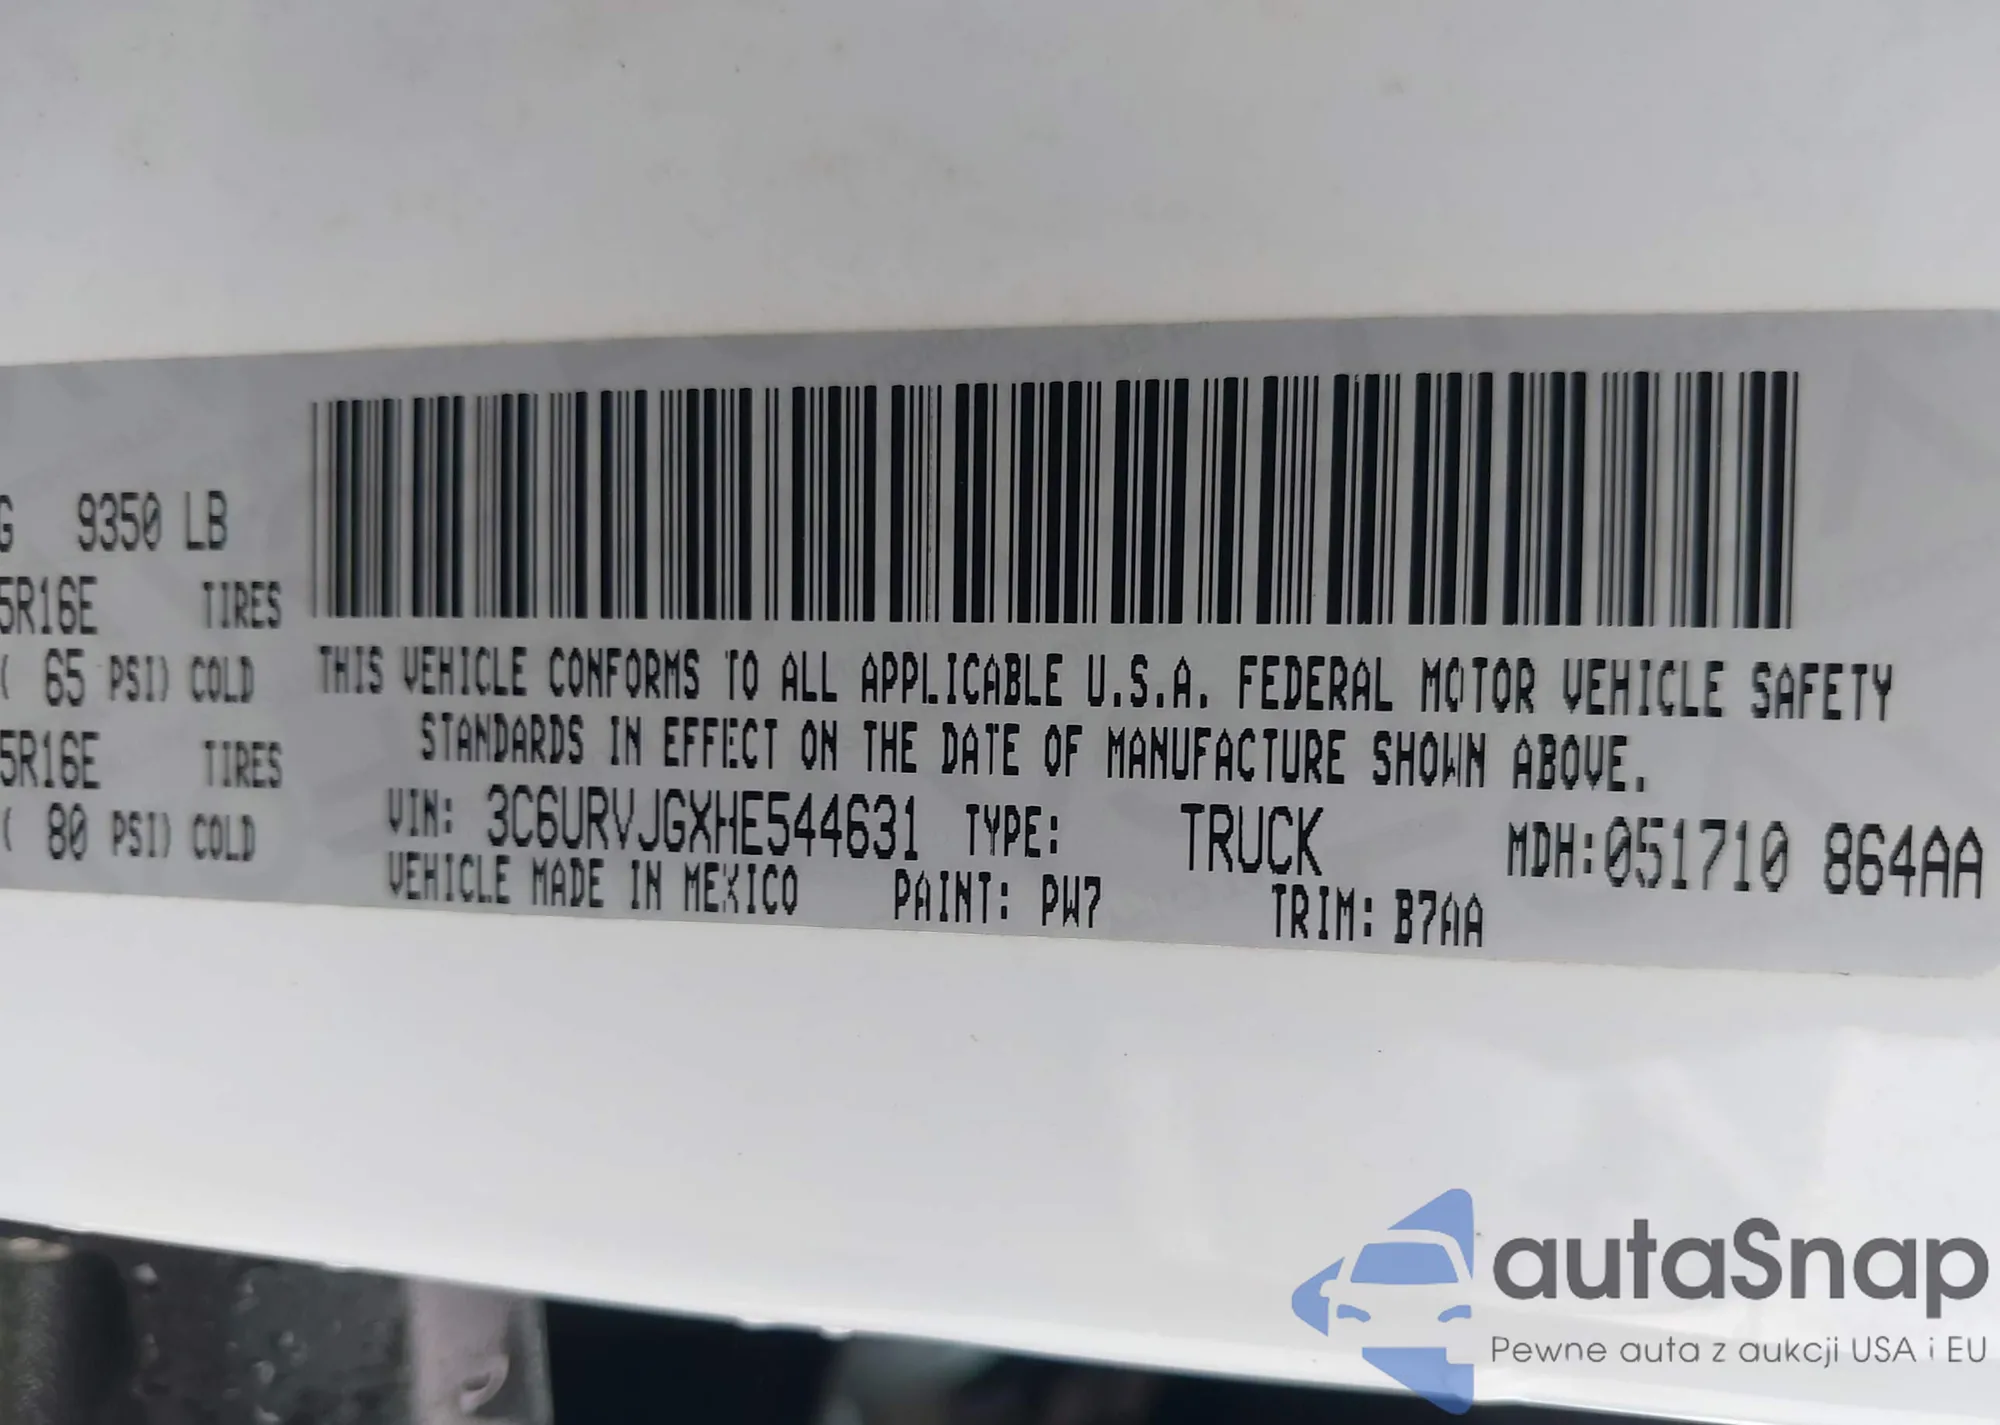 G 9350 LB
5R16E TIRES
( 65 PSI) COLD
5R16E TIRES
( 80 PSI) COLD
THIS VEHICLE CONFORMS TO ALL APPLICABLE U.S.A. FEDERAL MOTOR VEHICLE SAFETY
STANDARDS IN EFFECT ON THE DATE OF MANUFACTURE SHOWN ABOVE.
VIN: 3C6URVJGXHE544631 TYPE: TRUCK MDH:051710 864AA
VEHICLE MADE IN MEXICO PAINT: PW7 TRIM: B7AA
autaSnap
Pewne auta z aukcji USA i EU